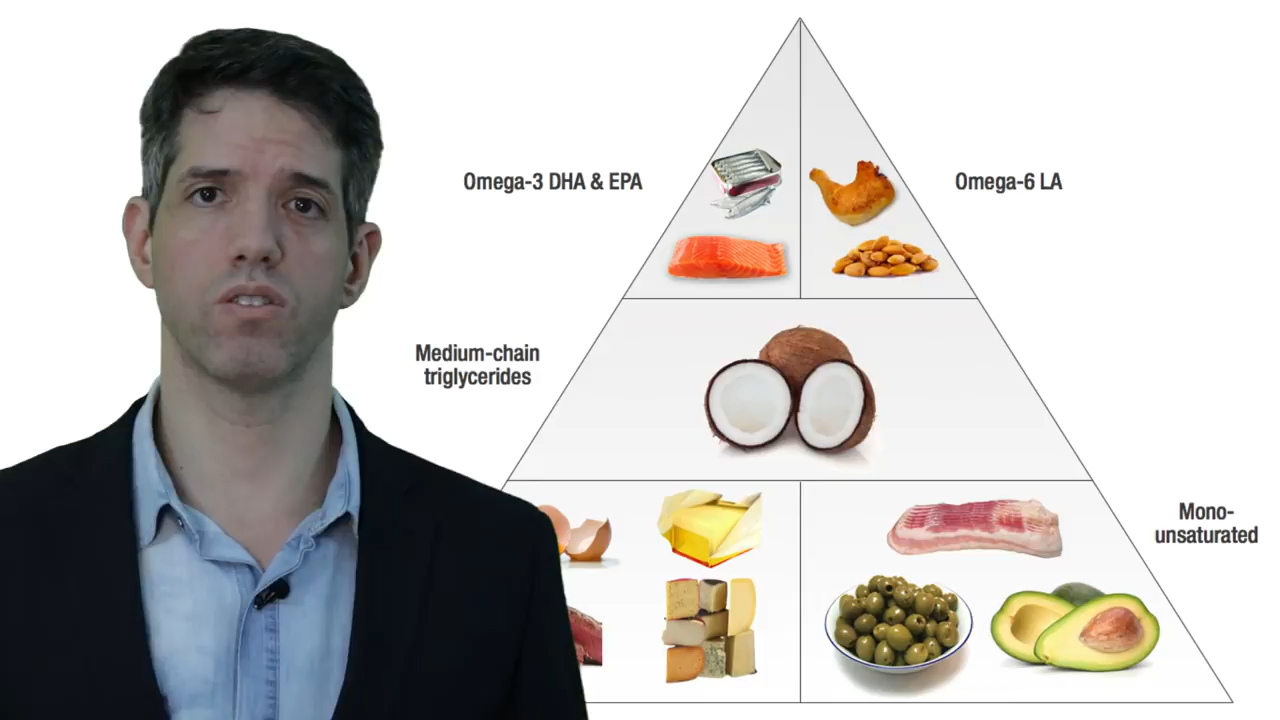 Omega-3 DHA & EPA
Omega-6 LA
Medium-chain
triglycerides
Mono-
unsaturated